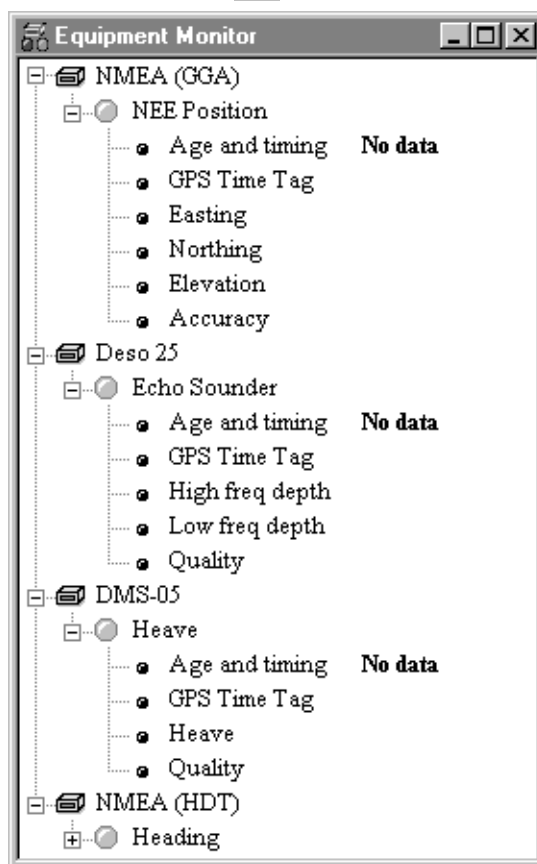 Equipment Monitor
NMEA (GGA)
NEE Position
Age and timing No data
GPS Time Tag
Easting
Northing
Elevation
Accuracy
Deso 25
Echo Sounder
Age and timing No data
GPS Time Tag
High freq depth
Low freq depth
Quality
DMS-05
Heave
Age and timing No data
GPS Time Tag
Heave
Quality
NMEA (HDT)
Heading